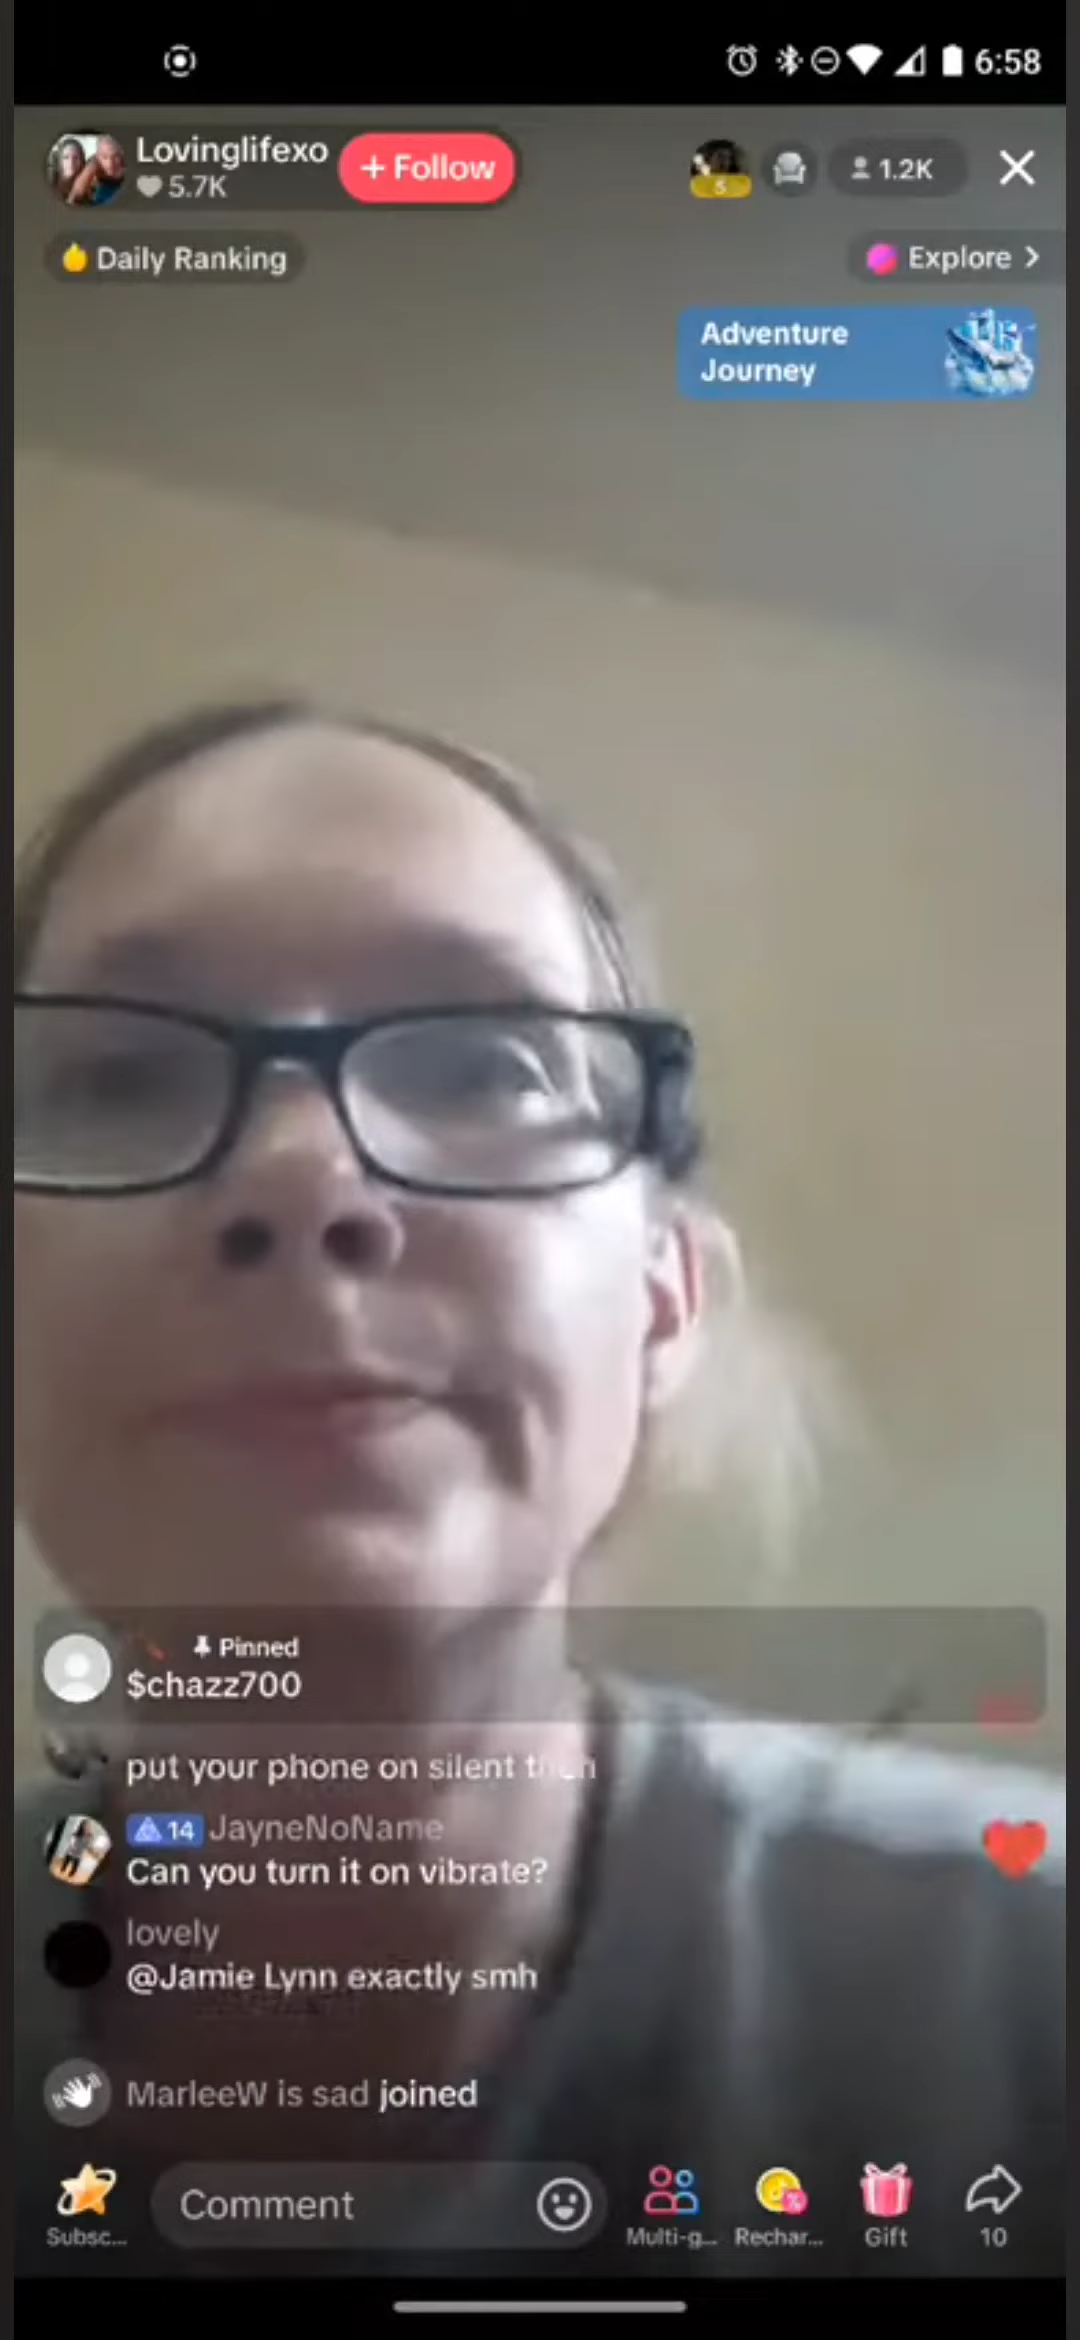 6:58
Lovinglifexo
5.7K
+ Follow
5
1.2K
Daily Ranking
Explore >
Adventure
Journey
Pinned
$chazz700
put your phone on silent then
14 JayneNoName
Can you turn it on vibrate?
lovely
@Jamie Lynn exactly smh
MarleeW is sad joined
Subsc...
Comment
Multi-g...
Rechar...
Gift
10